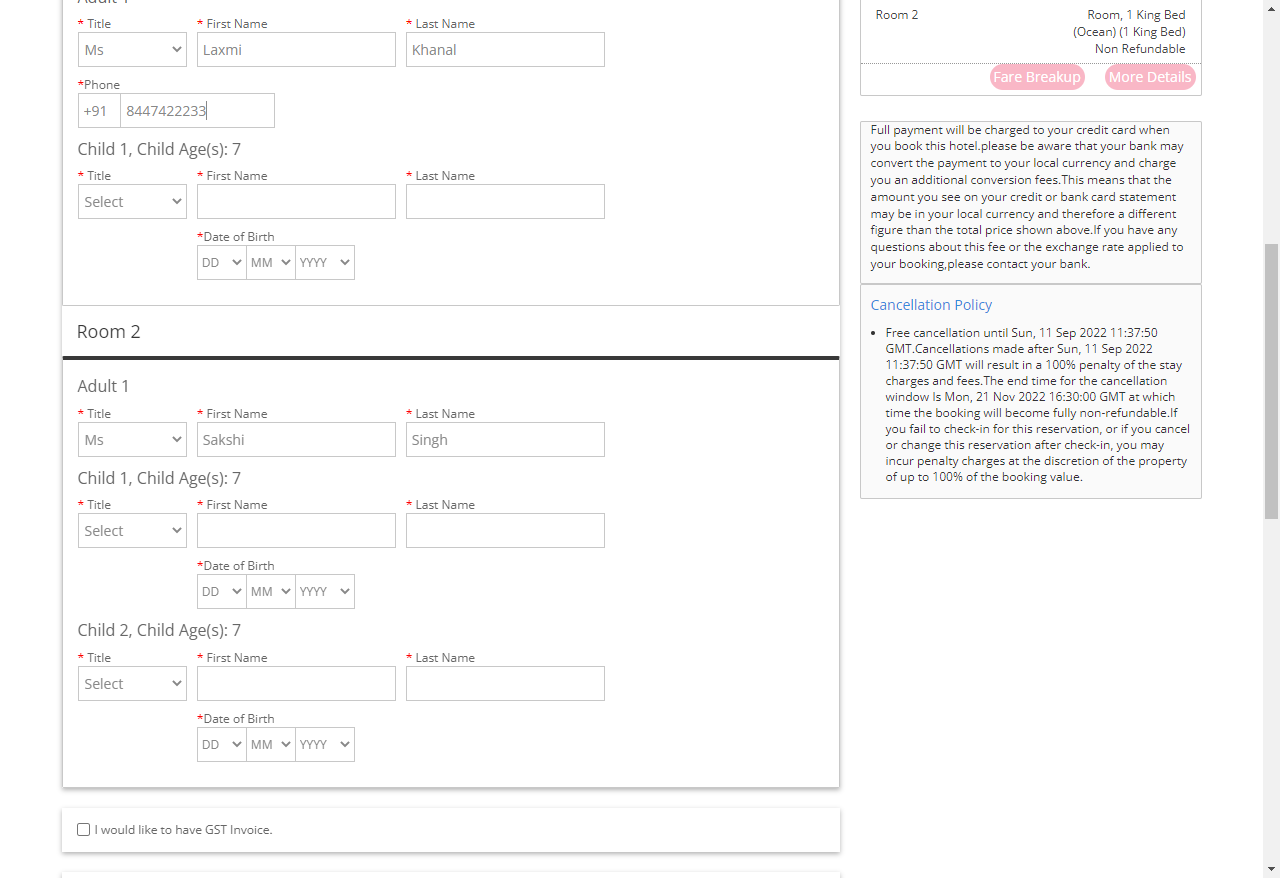 * Title * First Name * Last Name
Ms Laxmi Khanal
*Phone
+91 8447422233
Child 1, Child Age(s): 7
* Title * First Name * Last Name
Select
*Date of Birth
DD MM YYYY
Room 2
Adult 1
* Title * First Name * Last Name
Ms Sakshi Singh
Child 1, Child Age(s): 7
* Title * First Name * Last Name
Select
*Date of Birth
DD MM YYYY
Child 2, Child Age(s): 7
* Title * First Name * Last Name
Select
*Date of Birth
DD MM YYYY
I would like to have GST Invoice.
Room 2 Room, 1 King Bed
(Ocean) (1 King Bed)
Non Refundable
Fare Breakup More Details
Full payment will be charged to your credit card when
you book this hotel.please be aware that your bank may
convert the payment to your local currency and charge
you an additional conversion fees.This means that the
amount you see on your credit or bank card statement
may be in your local currency and therefore a different
figure than the total price shown above.If you have any
questions about this fee or the exchange rate applied to
your booking,please contact your bank.
Cancellation Policy
• Free cancellation until Sun, 11 Sep 2022 11:37:50
GMT.Cancellations made after Sun, 11 Sep 2022
11:37:50 GMT will result in a 100% penalty of the stay
charges and fees.The end time for the cancellation
window Is Mon, 21 Nov 2022 16:30:00 GMT at which
time the booking will become fully non-refundable.If
you fail to check-in for this reservation, or if you cancel
or change this reservation after check-in, you may
incur penalty charges at the discretion of the property
of up to 100% of the booking value.